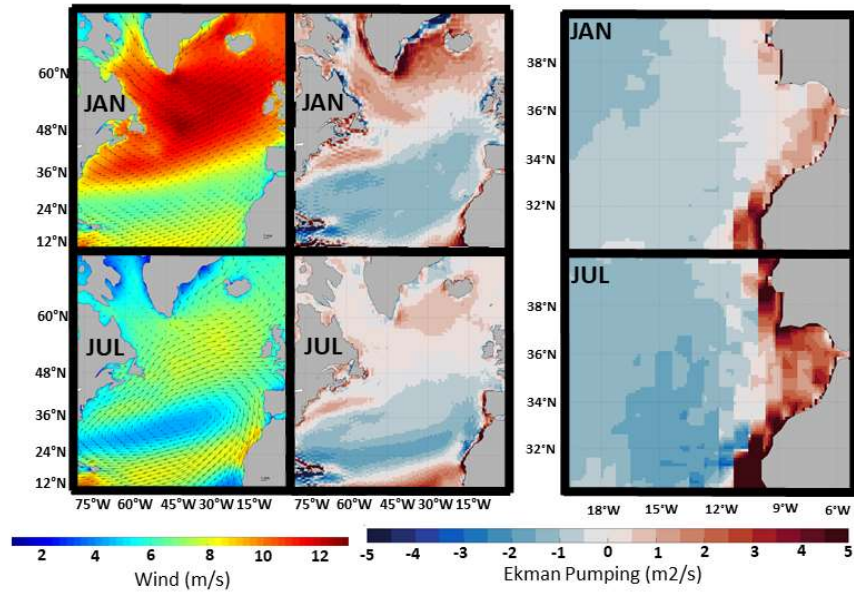 60°N
48°N
36°N
24°N
12°N
JAN
JAN
JAN
38°N
36°N
34°N
32°N
60°N
48°N
36°N
24°N
12°N
JUL
JUL
JUL
38°N
36°N
34°N
32°N
75°W 60°W 45°W 30°W 15°W
75°W 60°W 45°W 30°W 15°W
18°W 15°W 12°W 9°W 6°W
2 4 6 8 10 12
Wind (m/s)
-5 -4 -3 -2 -1 0 1 2 3 4 5
Ekman Pumping (m2/s)